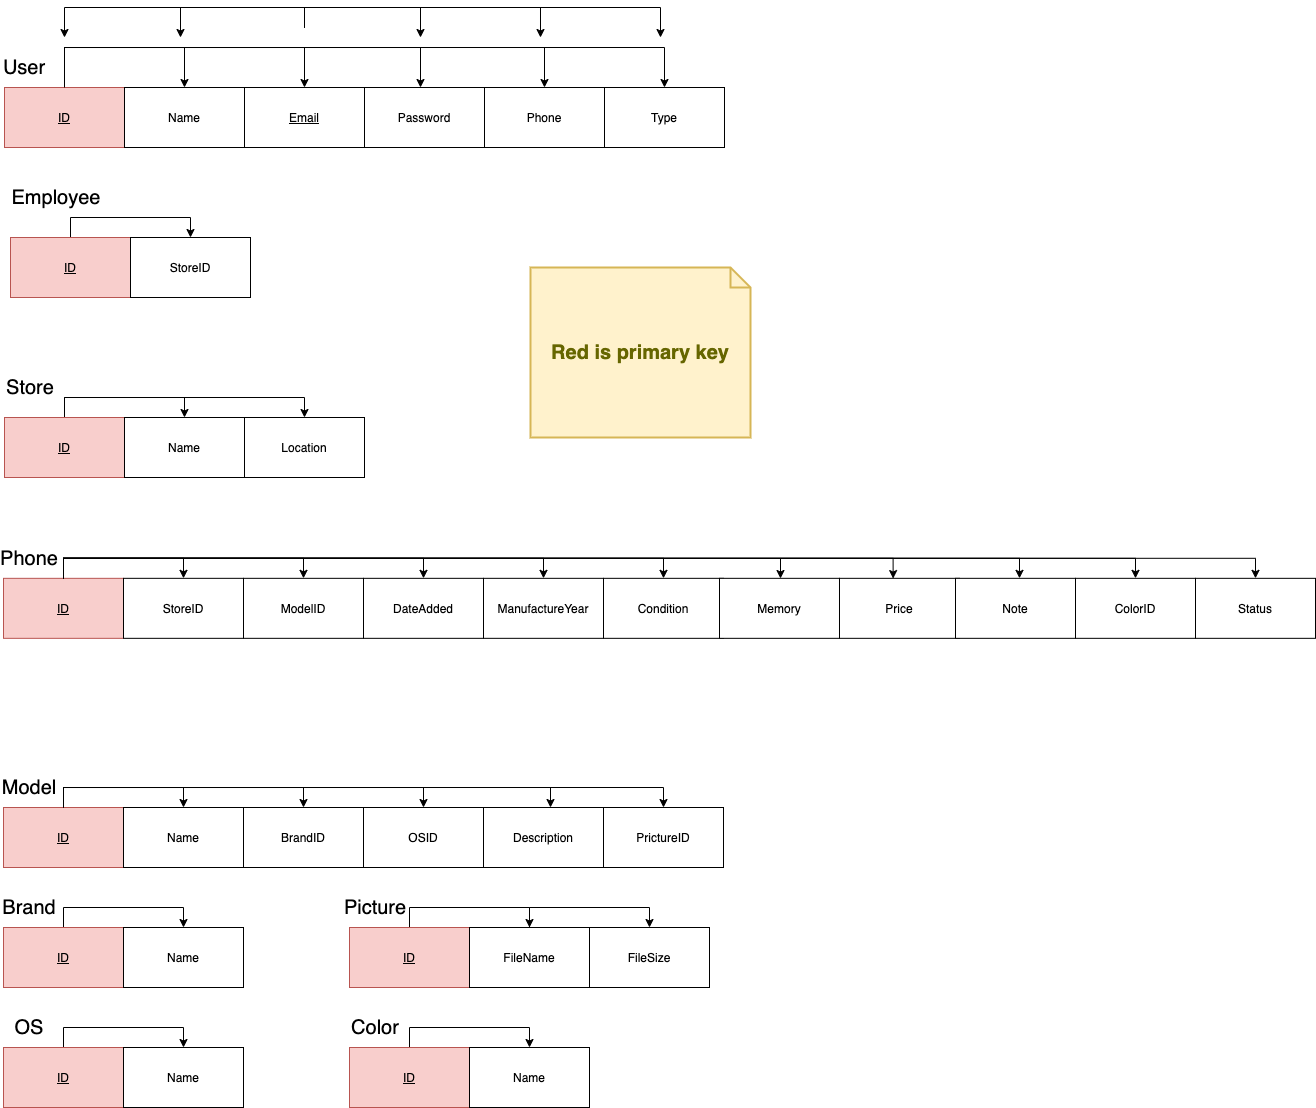 User
ID Name Email Password Phone Type
Employee
ID StoreID
Red is primary key
Store
ID Name Location
Phone
ID StoreID ModelID DateAdded ManufactureYear Condition Memory Price Note ColorID Status
Model
ID Name BrandID OSID Description PrictureID
Brand
ID Name
Picture
ID FileName FileSize
OS
ID Name
Color
ID Name